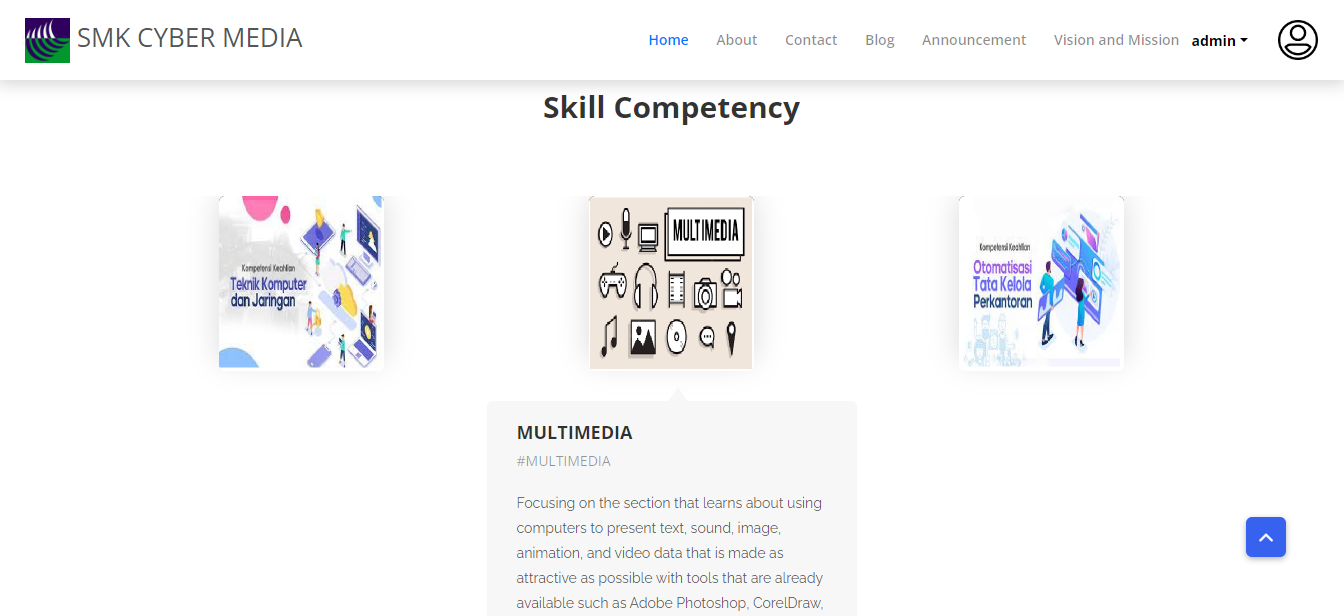 SMK CYBER MEDIA
Home About Contact Blog Announcement Vision and Mission admin
Skill Competency
Kompetensi Keahlian
Teknik Komputer
dan Jaringan
MULTIMEDIA
Kompetensi Keahlian
Otomatisasi
Tata Kelola
Perkantoran
MULTIMEDIA
#MULTIMEDIA
Focusing on the section that learns about using
computers to present text, sound, image,
animation, and video data that is made as
attractive as possible with tools that are already
available such as Adobe Photoshop, CorelDraw,